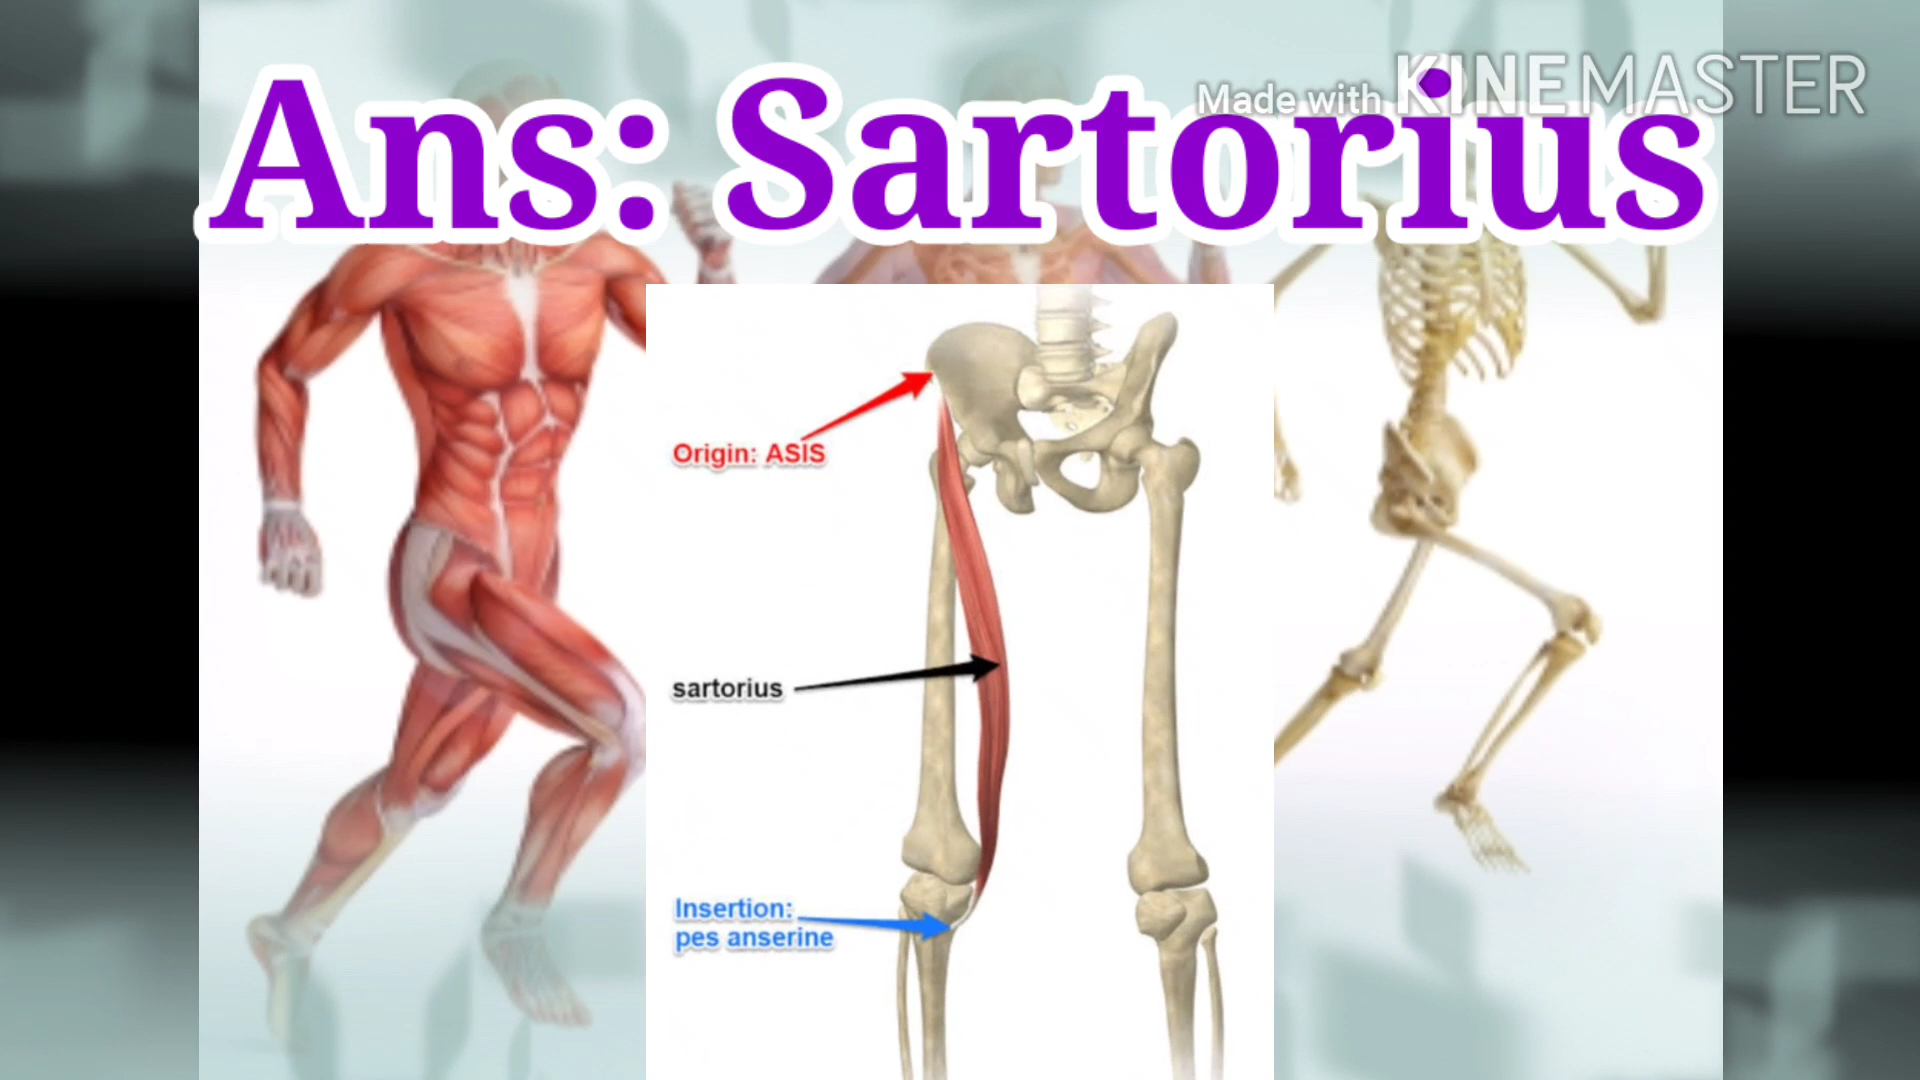 Made with KINEMASTER
Ans: Sartorius
Origin: ASIS
sartorius
Insertion:
pes anserine